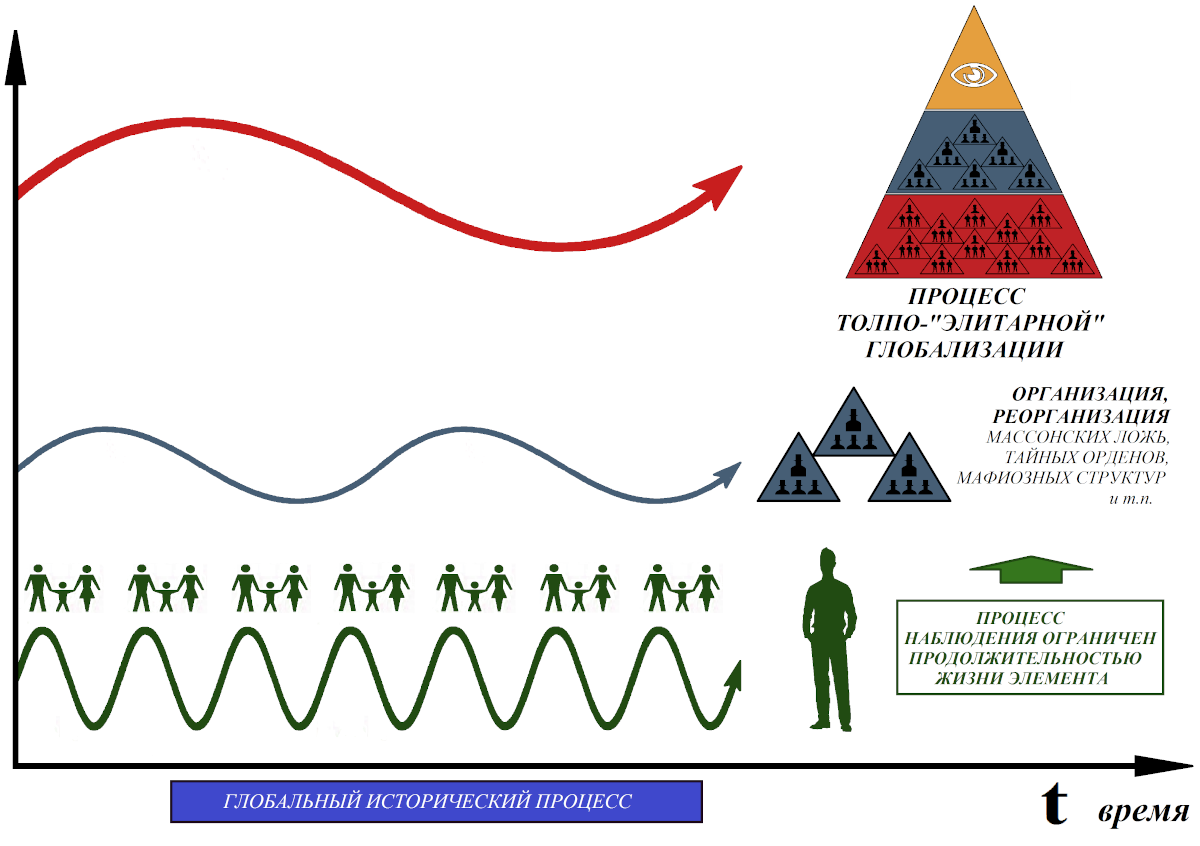 ПРОЦЕСС
ТОЛПО-"ЭЛИТАРНОЙ"
ГЛОБАЛИЗАЦИИ
ОРГАНИЗАЦИЯ,
РЕОРГАНИЗАЦИЯ
МАССОНСКИХ ЛОЖЬ,
ТАЙНЫХ ОРДЕНОВ,
МАФИОЗНЫХ СТРУКТУР
и т.п.
ПРОЦЕСС
НАБЛЮДЕНИЯ ОГРАНИЧЕН
ПРОДОЛЖИТЕЛЬНОСТЬЮ
ЖИЗНИ ЭЛЕМЕНТА
ГЛОБАЛЬНЫЙ ИСТОРИЧЕСКИЙ ПРОЦЕСС
t время